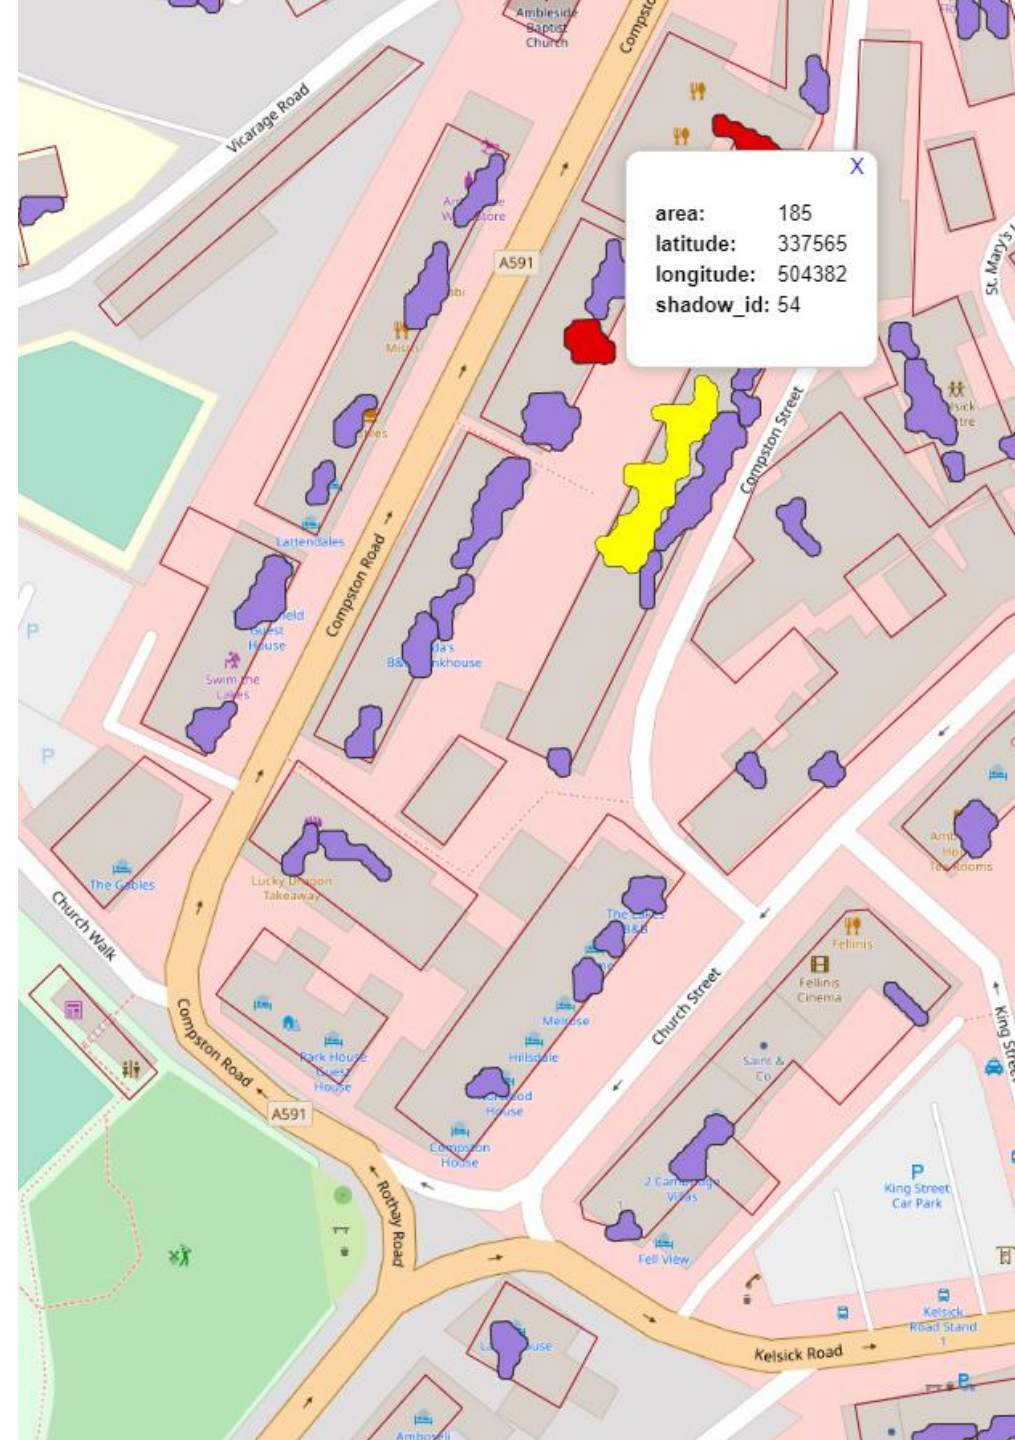 Ambleside
Baptist
Church
Compsto
Vicarage Road
A591
X
area: 185
latitude: 337565
longitude: 504382
shadow_id: 54
St. Mary's L
Compston Street
Lattendales
Compston Road
Guest
House
Swim the
Lakes
P
P
The Gables
Lucky Dragon
Takeaway
Church Walk
The Lakes
B&B
Melrose
Hillsdale
House
Compston
House
Park House
Guest
House
Compston Road
A591
Rothay Road
Church Street
Fellinis
Fellinis
Cinema
Saint &
Co
2 Cambridge
Villas
Fell View
P
King Street
Car Park
King Street
Tea Rooms
Kelsick
Road Stand
1
Kelsick Road
P